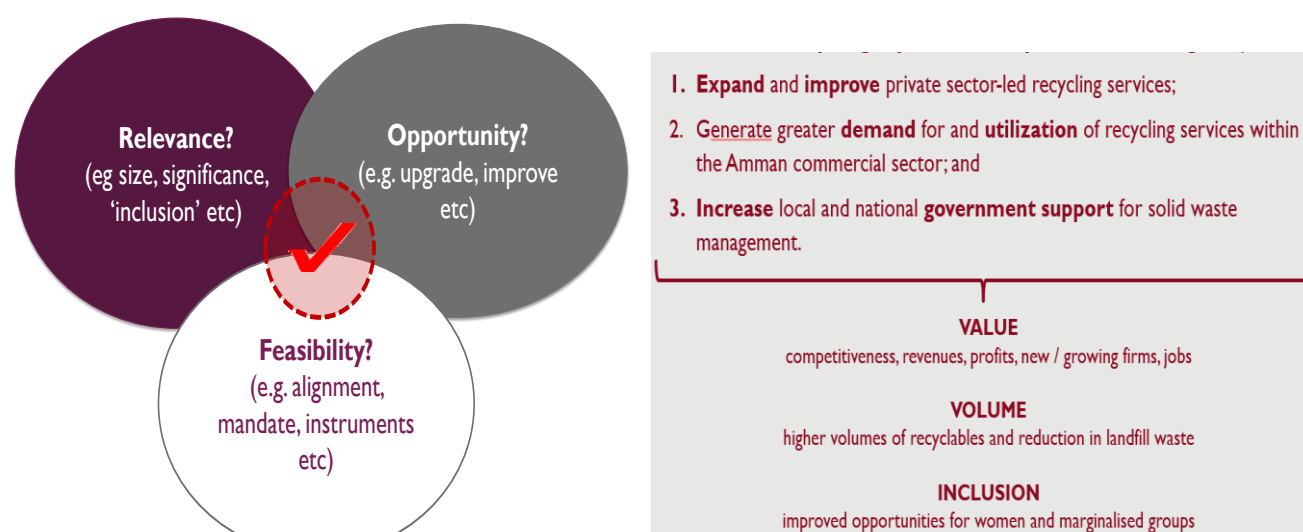 Relevance?
(eg size, significance,
‘inclusion’ etc)
Opportunity?
(e.g. upgrade, improve
etc)
Feasibility?
(e.g. alignment,
mandate, instruments
etc)
1. Expand and improve private sector-led recycling services;
2. Generate greater demand for and utilization of recycling services within
the Amman commercial sector; and
3. Increase local and national government support for solid waste
management.
VALUE
competitiveness, revenues, profits, new / growing firms, jobs
VOLUME
higher volumes of recyclables and reduction in landfill waste
INCLUSION
improved opportunities for women and marginalised groups